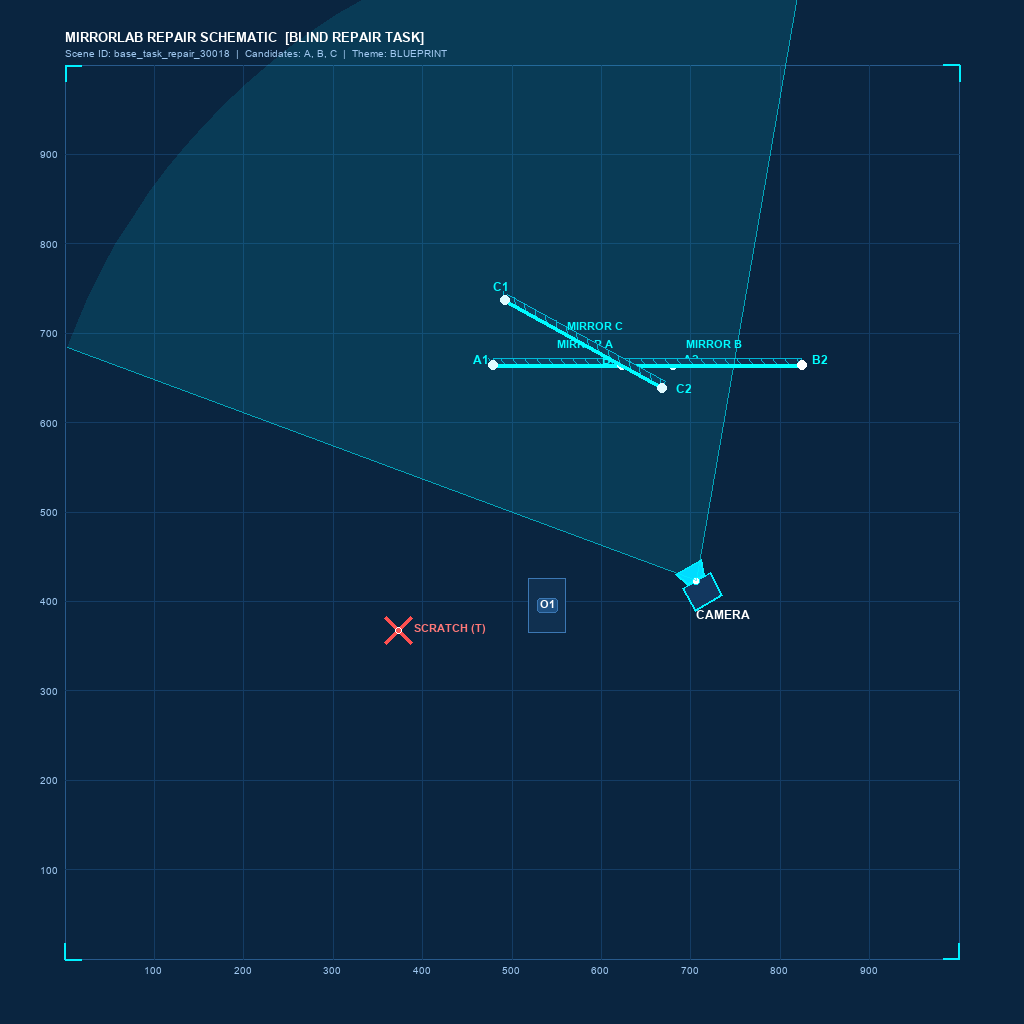 MIRRORLAB REPAIR SCHEMATIC [BLIND REPAIR TASK]
Scene ID: base_task_repair_30018 | Candidates: A, B, C | Theme: BLUEPRINT
900
800
C1
MIRROR C
700
MIRROR A
MIRROR B
A1
B2
C2
600
500
400
O1
CAMERA
SCRATCH (T)
300
200
100
100 200 300 400 500 600 700 800 900